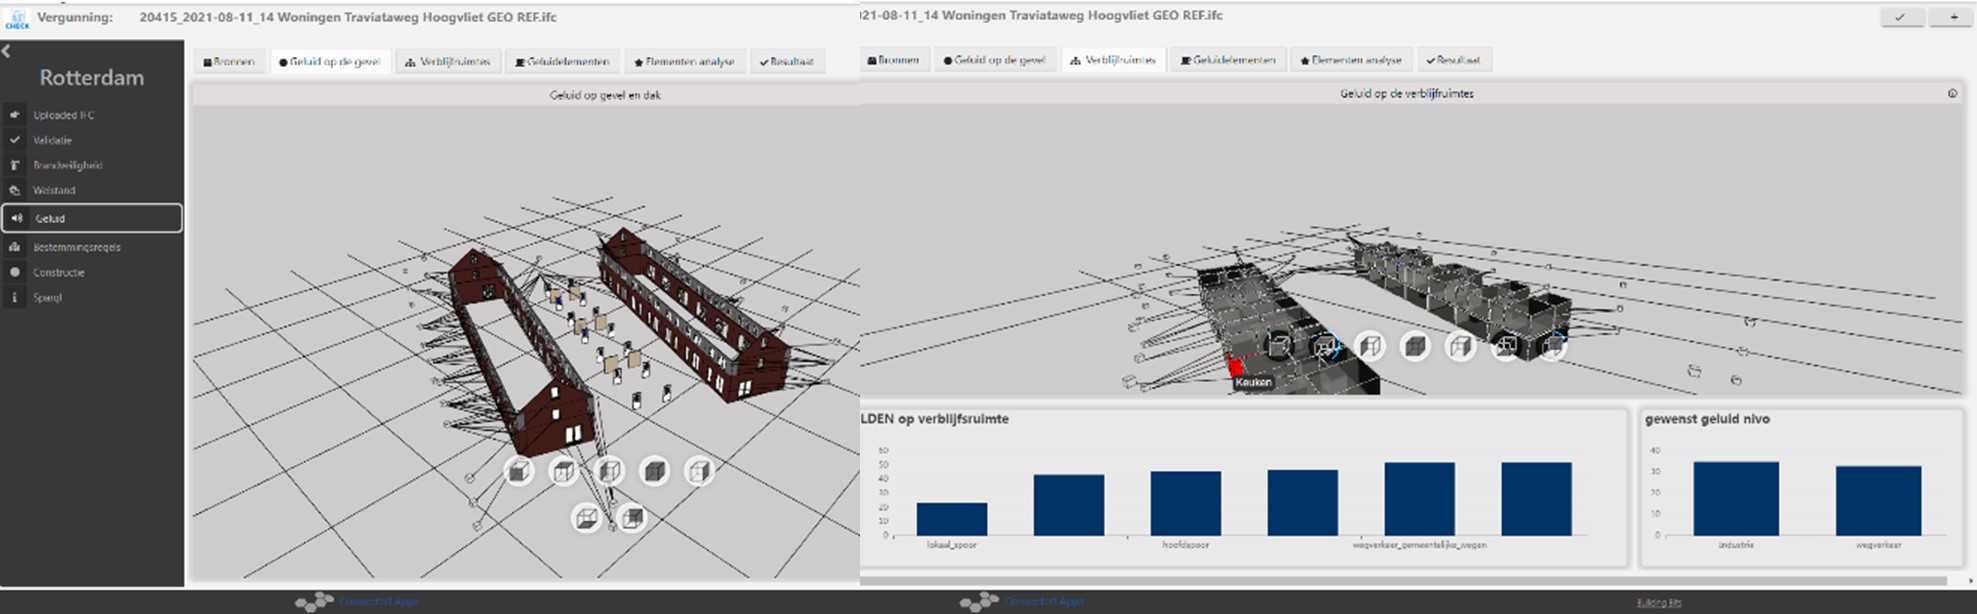 CHECK
Vergunning: 20415_2021-08-11_14 Woningen Traviataweg Hoogvliet GEO REF.ifc
Rotterdam
Uploaded IFC
Validatie
Brandveiligheid
Welstand
Geluid
Bestemmingsregels
Constructie
Sparql
Bronnen Geluid op de gevel Verblijfruimtes Geluidelementen Elementen analyse Resultaat
Geluid op gevel en dak
Connected Apps
21-08-11_14 Woningen Traviataweg Hoogvliet GEO REF.ifc
Bronnen Geluid op de gevel Verblijfruimtes Geluidelementen Elementen analyse Resultaat
Geluid op de verblijfruimtes
Keuken
LDEN op verblijfsruimte
60
50
40
30
20
10
0
lokaal_spoor hoofdspoor wegverkeer_gemeentelijke_wegen
gewenst geluid nivo
40
30
20
10
0
industrie wegverkeer
Connected Apps
Building Bits